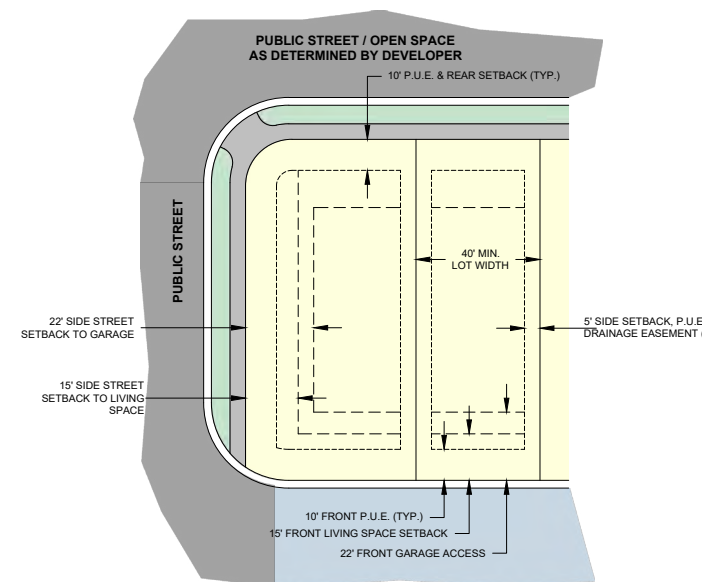 PUBLIC STREET / OPEN SPACE
AS DETERMINED BY DEVELOPER
10' P.U.E. & REAR SETBACK (TYP.)
PUBLIC STREET
40' MIN.
LOT WIDTH
22' SIDE STREET
SETBACK TO GARAGE
5' SIDE SETBACK, P.U.E
DRAINAGE EASEMENT (
15' SIDE STREET
SETBACK TO LIVING
SPACE
10' FRONT P.U.E. (TYP.)
15' FRONT LIVING SPACE SETBACK
22' FRONT GARAGE ACCESS